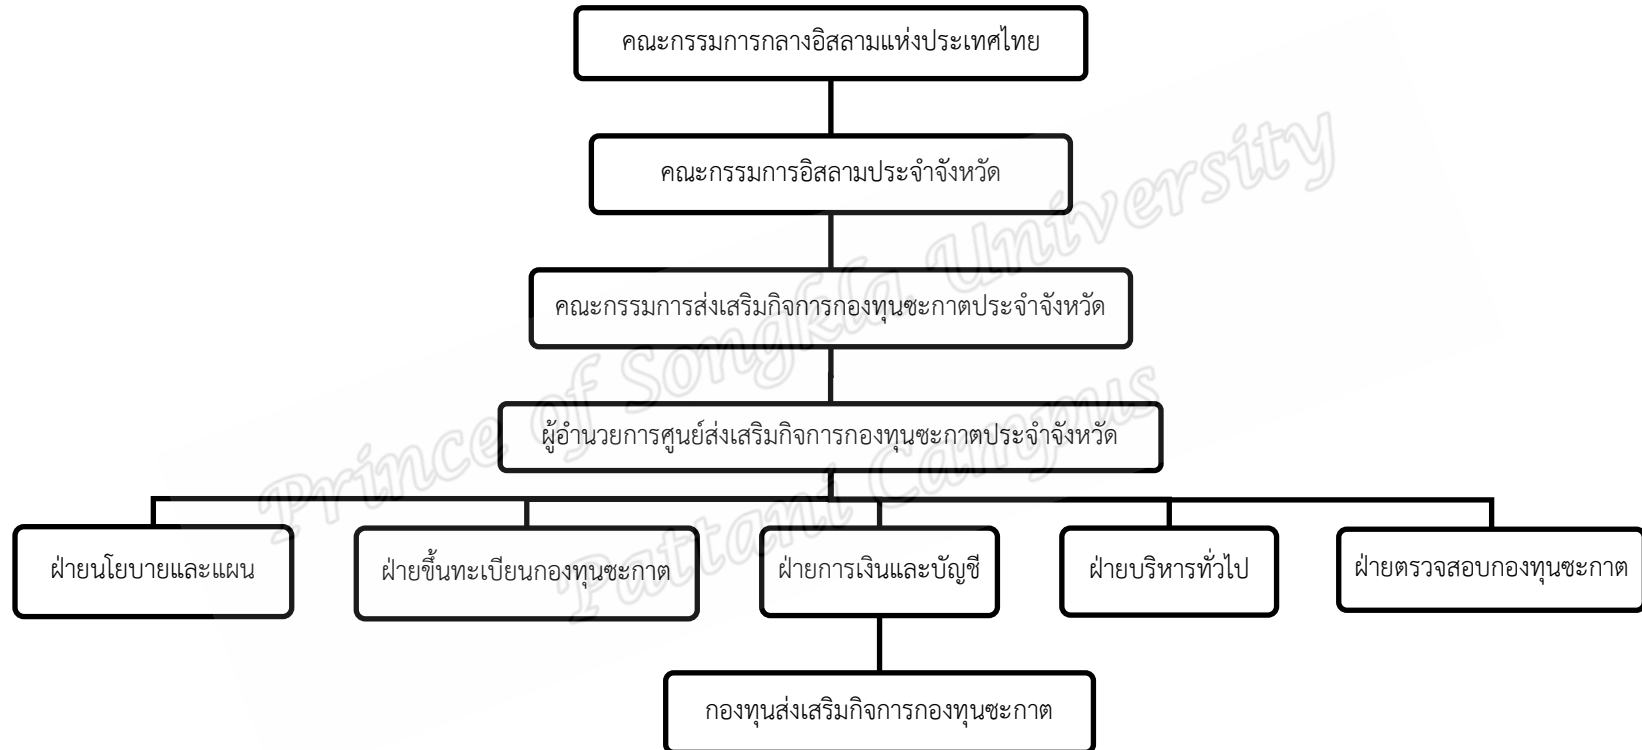 คณะกรรมการกลางอิสลามแห่งประเทศไทย
คณะกรรมการอิสลามประจำจังหวัด
คณะกรรมการส่งเสริมกิจการกองทุนซะกาตประจำจังหวัด
ผู้อำนวยการศูนย์ส่งเสริมกิจการกองทุนซะกาตประจำจังหวัด
ฝ่ายนโยบายและแผน
ฝ่ายขึ้นทะเบียนกองทุนซะกาต
ฝ่ายการเงินและบัญชี
ฝ่ายบริหารทั่วไป
ฝ่ายตรวจสอบกองทุนซะกาต
กองทุนส่งเสริมกิจการกองทุนซะกาต
Prince of Songkla University
Pattani Campus